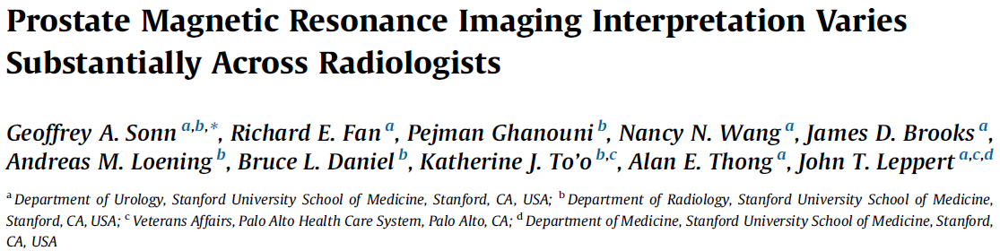 Prostate Magnetic Resonance Imaging Interpretation Varies
Substantially Across Radiologists
Geoffrey A. Sonn a,b,*, Richard E. Fan a, Pejman Ghanouni b, Nancy N. Wang a, James D. Brooks a,
Andreas M. Loening b, Bruce L. Daniel b, Katherine J. To’o b,c, Alan E. Thong a, John T. Leppert a,c,d
a Department of Urology, Stanford University School of Medicine, Stanford, CA, USA; b Department of Radiology, Stanford University School of Medicine,
Stanford, CA, USA; c Veterans Affairs, Palo Alto Health Care System, Palo Alto, CA; d Department of Medicine, Stanford University School of Medicine, Stanford,
CA, USA